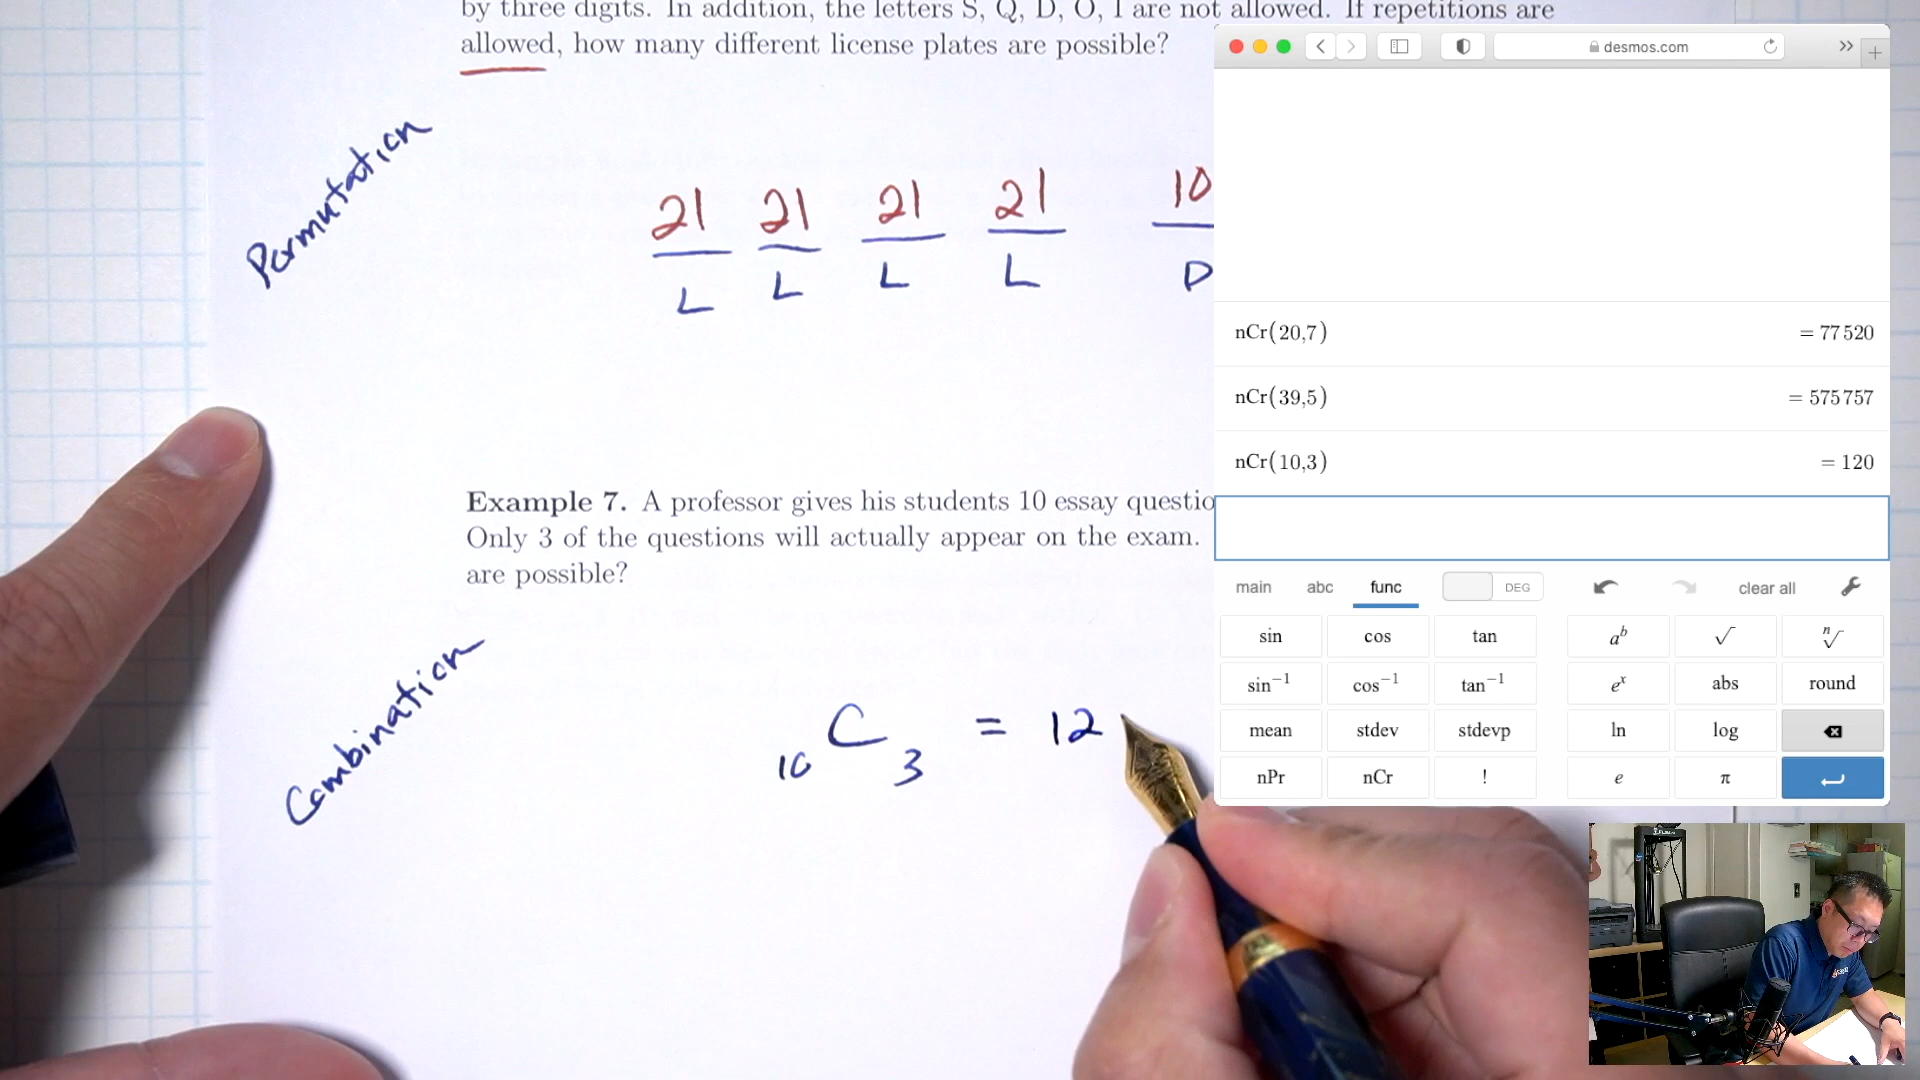 by three digits. In addition, the letters S, Q, D, O, I are not allowed. If repetitions are
allowed, how many different license plates are possible?
Permutation
21 21 21 21 10
L L L L D
Example 7. A professor gives his students 10 essay questio
Only 3 of the questions will actually appear on the exam.
are possible?
Combination
10 C 3 = 12
desmos.com
nCr(20,7) = 77520
nCr(39,5) = 575757
nCr(10,3) = 120
main abc func DEG clear all
sin cos tan a^b √ n√
sin⁻¹ cos⁻¹ tan⁻¹ e^x abs round
mean stdev stdevp ln log
nPr nCr ! e π